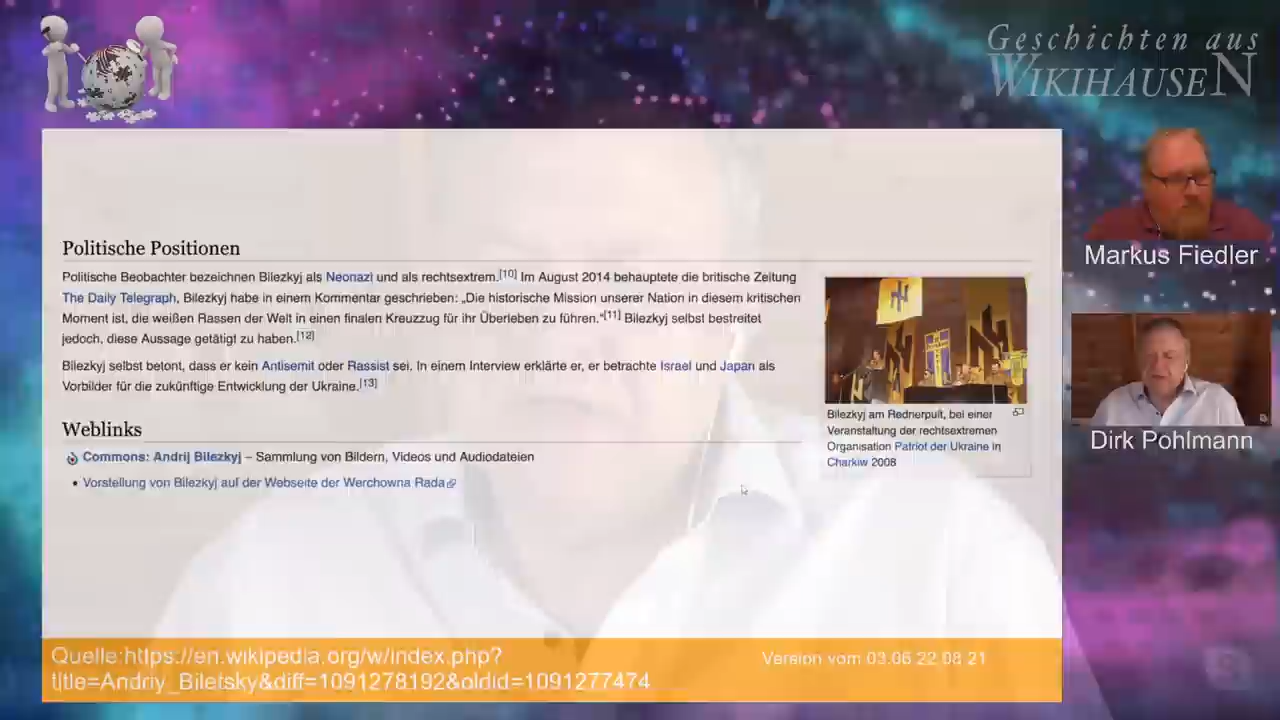 Geschichten aus
WIKIHAUSEN
Politische Positionen
Politische Beobachter bezeichnen Bilezkyj als Neonazi und als rechtsextrem.[10] Im August 2014 behauptete die britische Zeitung
The Daily Telegraph, Bilezkyj habe in einem Kommentar geschrieben: „Die historische Mission unserer Nation in diesem kritischen
Moment ist, die weißen Rassen der Welt in einen finalen Kreuzzug für ihr Überleben zu führen.“[11] Bilezkyj selbst bestreitet
jedoch, diese Aussage getätigt zu haben.[12]
Bilezkyj selbst betont, dass er kein Antisemit oder Rassist sei. In einem Interview erklärte er, er betrachte Israel und Japan als
Vorbilder für die zukünftige Entwicklung der Ukraine.[13]
Bilezkyj am Rednerpult, bei einer
Veranstaltung der rechtsextremen
Organisation Patriot der Ukraine in
Charkiw 2008
Weblinks
Commons: Andrij Bilezkyj – Sammlung von Bildern, Videos und Audiodateien
• Vorstellung von Bilezkyj auf der Webseite der Werchowna Rada
Markus Fiedler
Dirk Pohlmann
Quelle:https://en.wikipedia.org/w/index.php?
title=Andriy_Biletsky&diff=1091278192&oldid=1091277474
Version vom 03.06 22 08 21